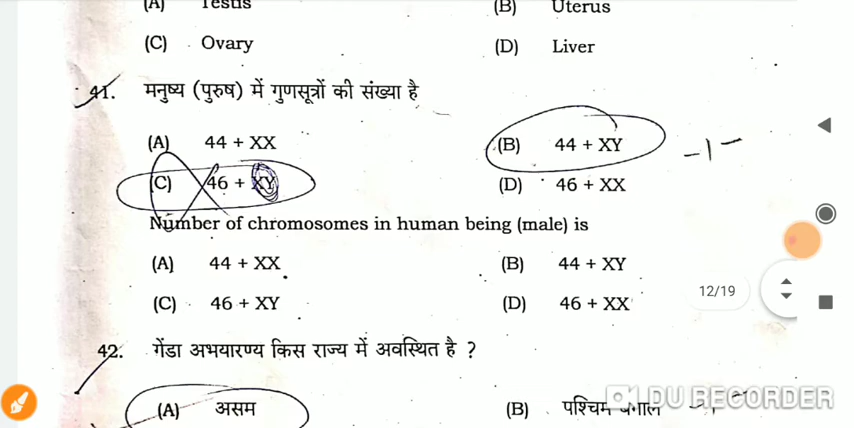 (A) Testis (B) Uterus
(C) Ovary (D) Liver
41. मनुष्य (पुरुष) में गुणसूत्रों की संख्या है
(A) 44 + XX (B) 44 + XY
(C) 46 + XY (D) 46 + XX
-1-
Number of chromosomes in human being (male) is
(A) 44 + XX (B) 44 + XY
(C) 46 + XY (D) 46 + XX
12/19
42. गेंडा अभयारण्य किस राज्य में अवस्थित है ?
(A) असम (B) पश्चिम बंगाल
DU RECORDER